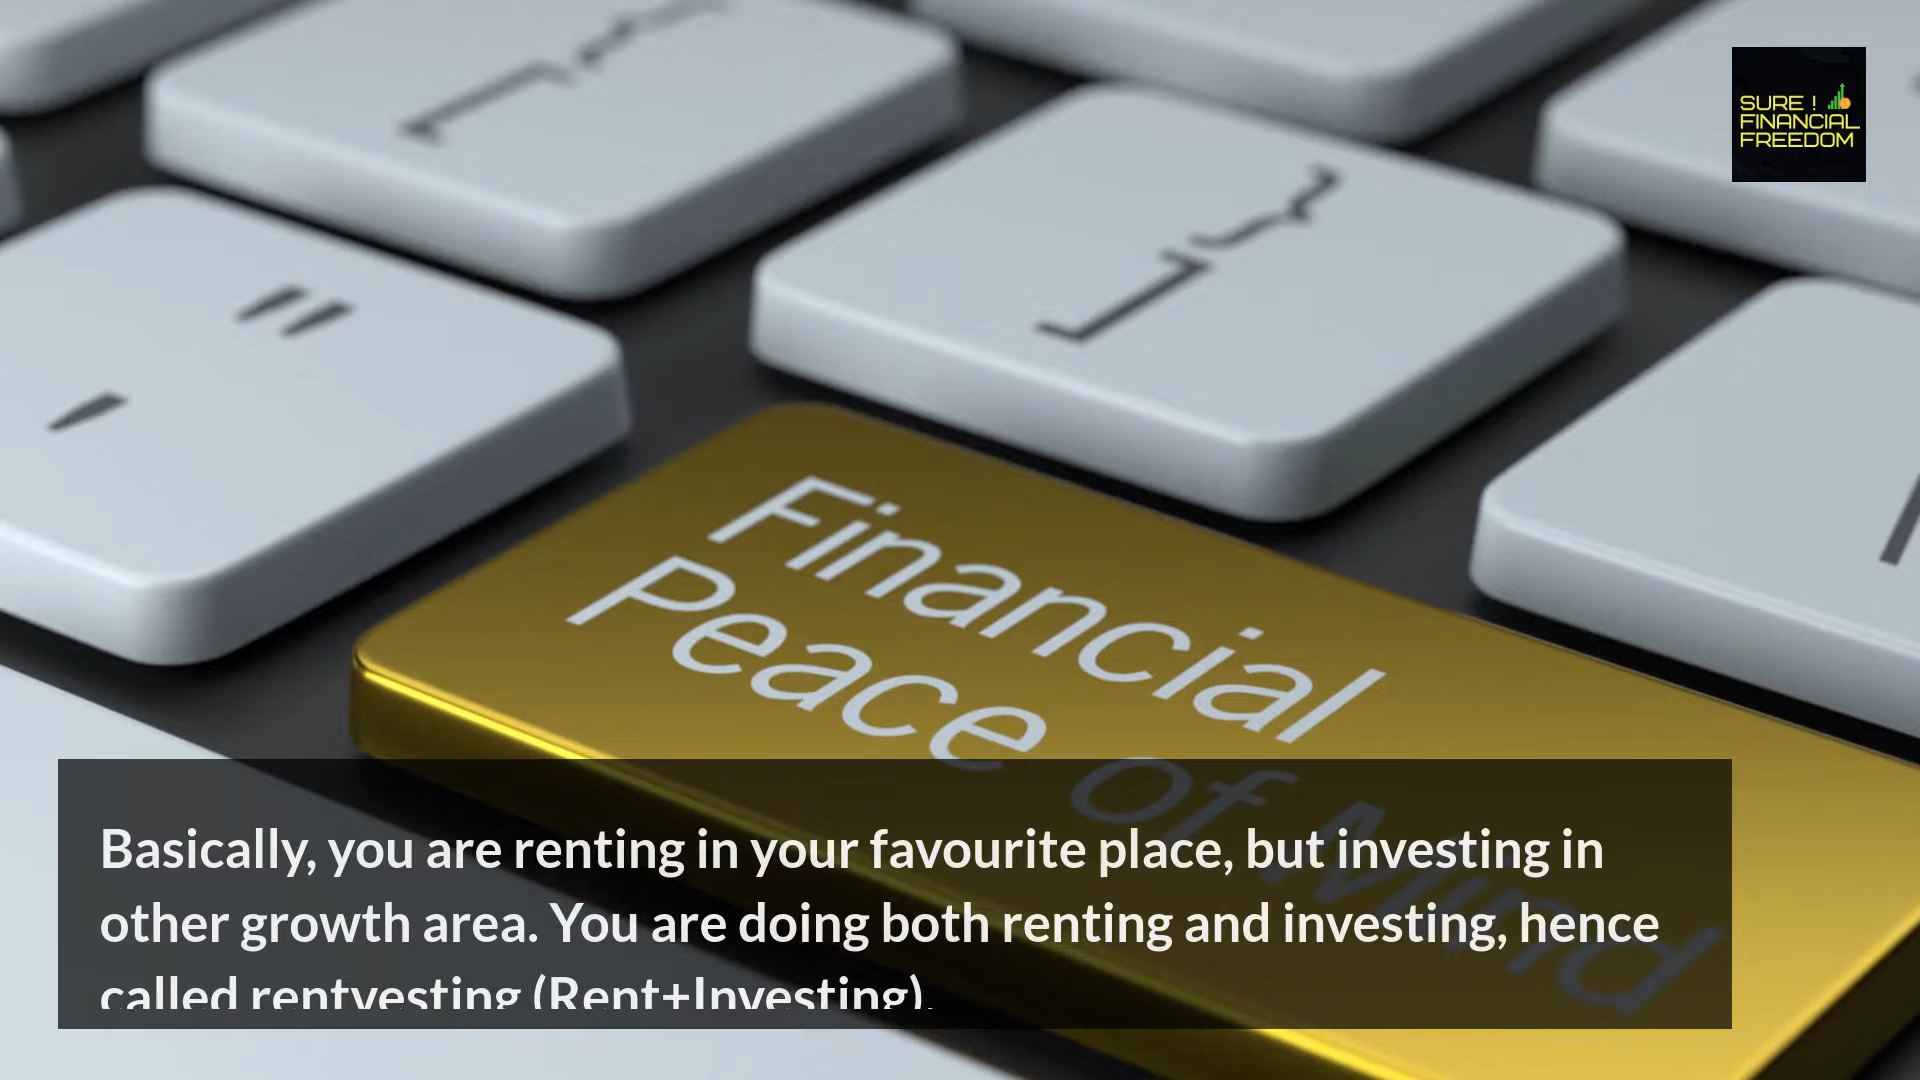 SURE !
FINANCIAL
FREEDOM
[ {
] }
"
'
Financial
Peace of Mind
Basically, you are renting in your favourite place, but investing in
other growth area. You are doing both renting and investing, hence
called rentvesting (Rent+Investing).